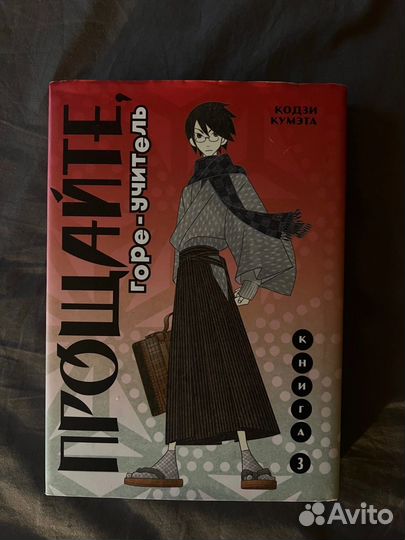 ПРОЩАЙТЕ,
горе-учитель
КОДЗИ
КУМЭТА
КНИГА 3
Avito